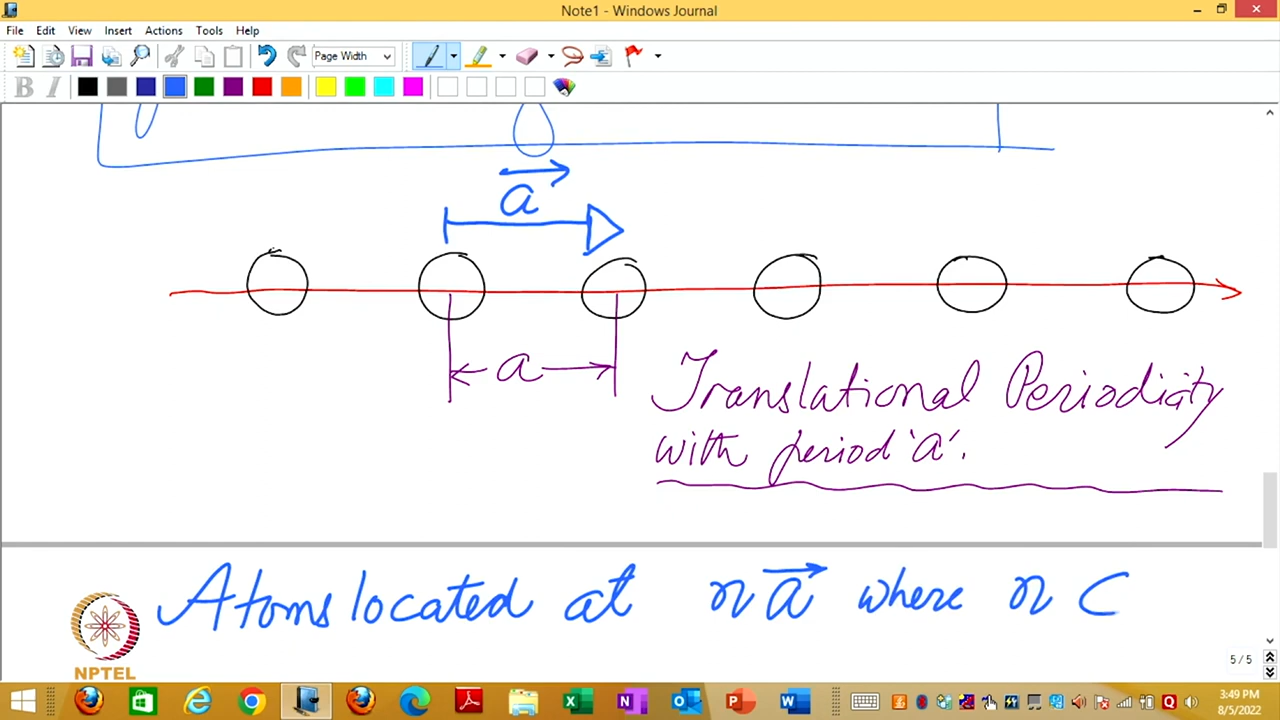 Note1 - Windows Journal
File Edit View Insert Actions Tools Help
Page Width
B I
a
a
Translational Periodicity
with period 'a'.
Atoms located at n a where n C
NPTEL
5 / 5
3:49 PM
8/5/2022